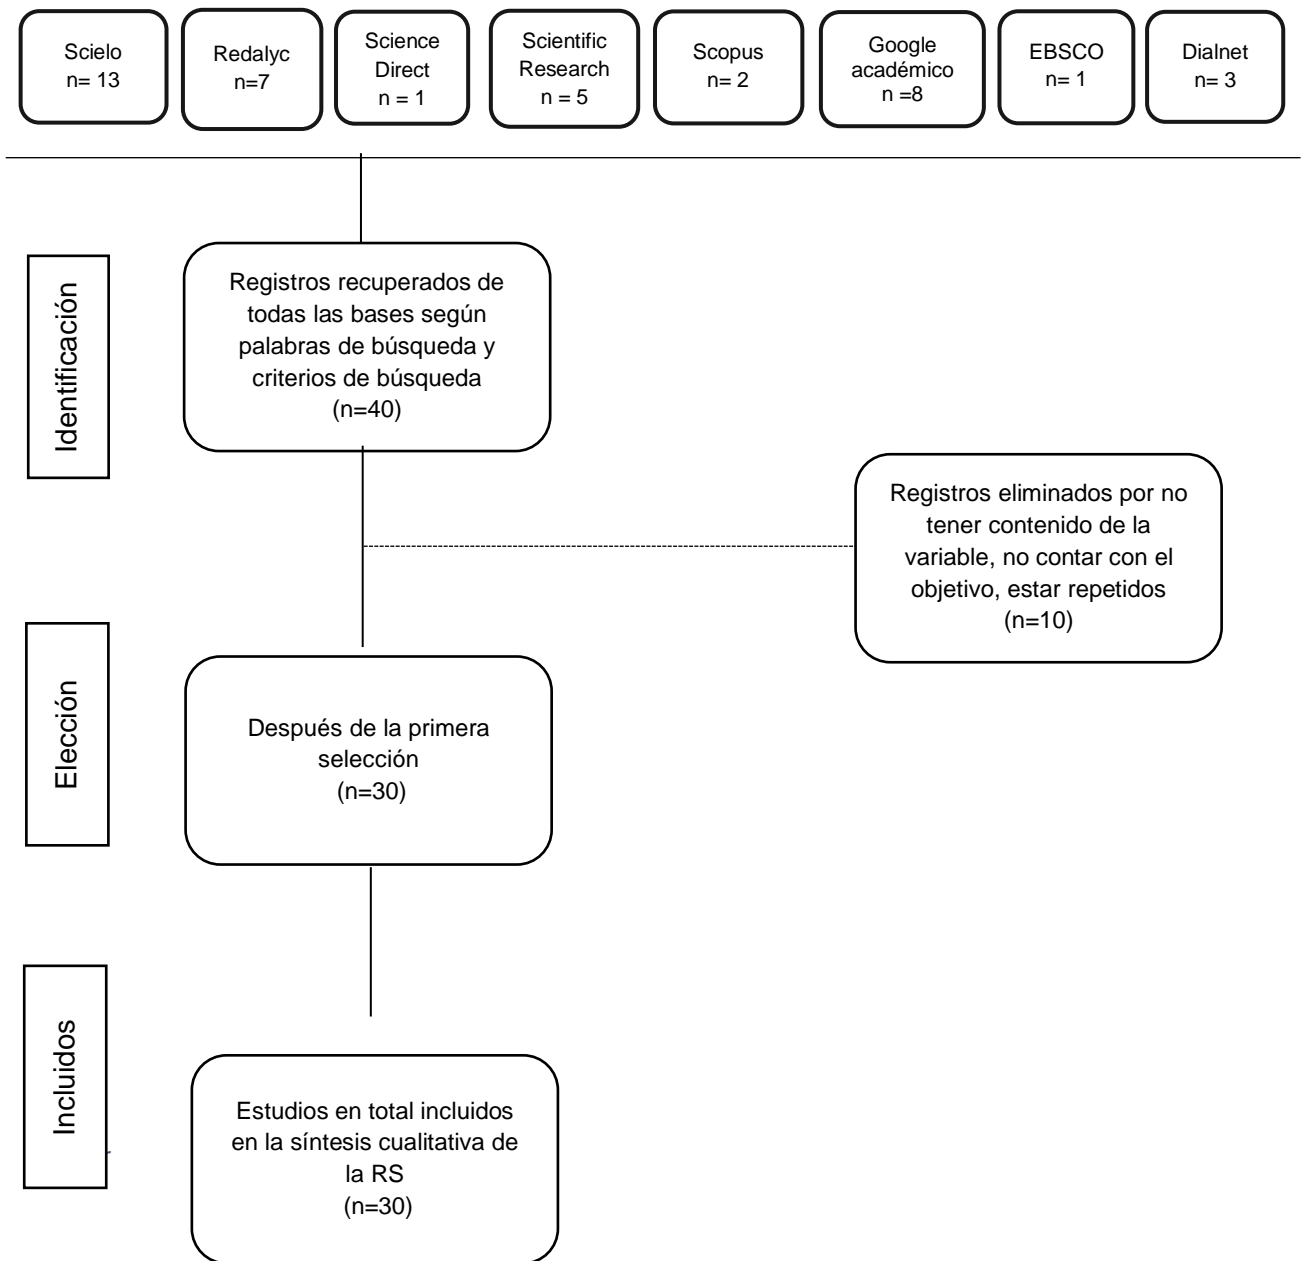 Scielo
n= 13
Redalyc
n=7
Science
Direct
n = 1
Scientific
Research
n = 5
Scopus
n= 2
Google
académico
n =8
EBSCO
n= 1
Dialnet
n= 3
Identificación
Registros recuperados de
todas las bases según
palabras de búsqueda y
criterios de búsqueda
(n=40)
Registros eliminados por no
tener contenido de la
variable, no contar con el
objetivo, estar repetidos
(n=10)
Elección
Después de la primera
selección
(n=30)
Incluidos
Estudios en total incluidos
en la síntesis cualitativa de
la RS
(n=30)